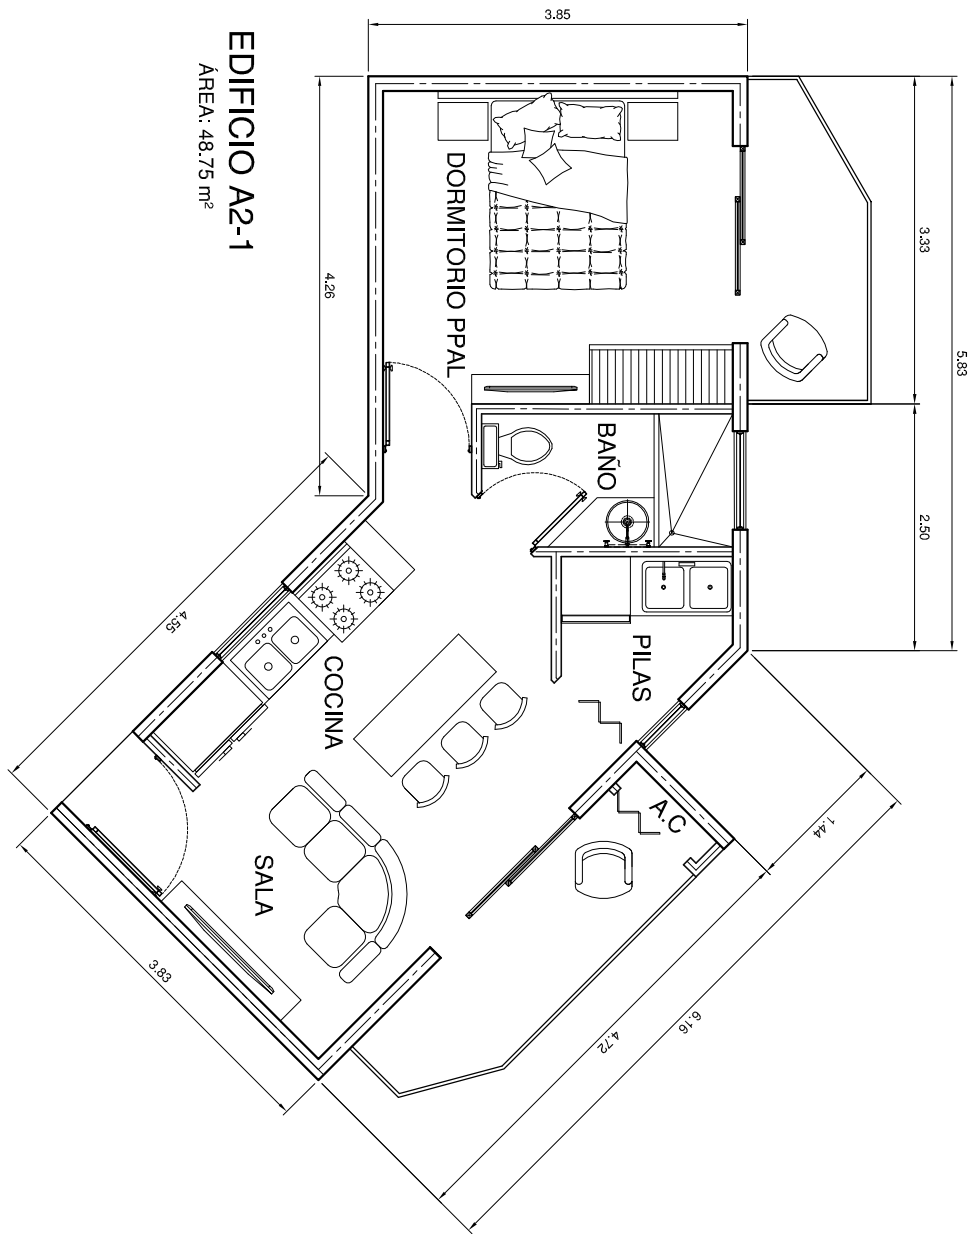 EDIFICIO A2-1
ÁREA: 48.75 m²
3.85
3.33
5.83
4.26
2.50
DORMITORIO PPAL
BAÑO
PILAS
COCINA
A.C
SALA
4.55
1.44
3.83
4.72
6.16